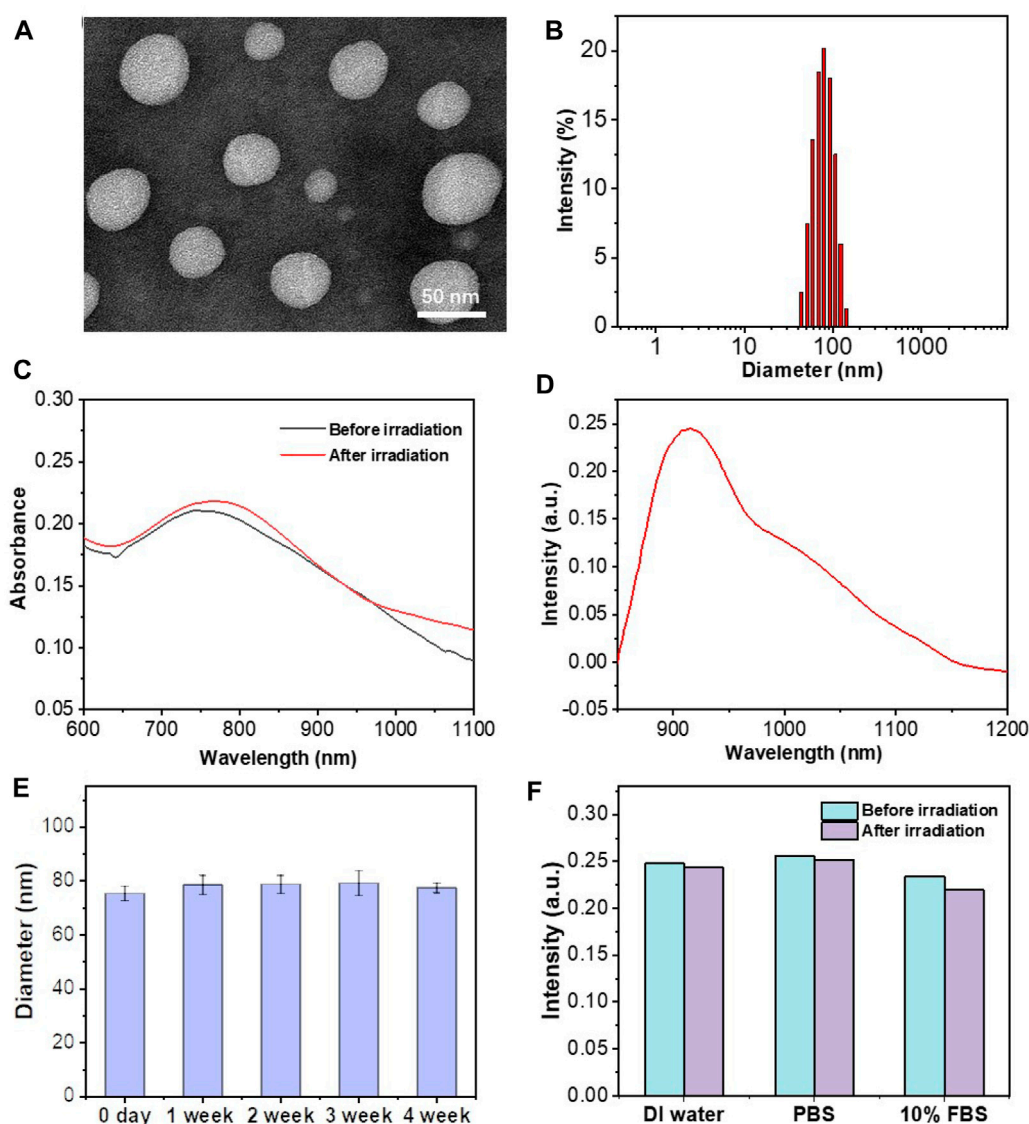 A
50 nm
B
20
15
10
5
0
Intensity (%)
1 10 100 1000
Diameter (nm)
C
0.30
0.25
0.20
0.15
0.10
0.05
Absorbance
Before irradiation
After irradiation
600 700 800 900 1000 1100
Wavelength (nm)
D
0.25
0.20
0.15
0.10
0.05
0.00
-0.05
Intensity (a.u.)
900 1000 1100 1200
Wavelength (nm)
E
100
80
60
40
20
0
Diameter (nm)
0 day 1 week 2 week 3 week 4 week
F
0.30
0.25
0.20
0.15
0.10
0.05
0.00
Intensity (a.u.)
Before irradiation
After irradiation
DI water PBS 10% FBS